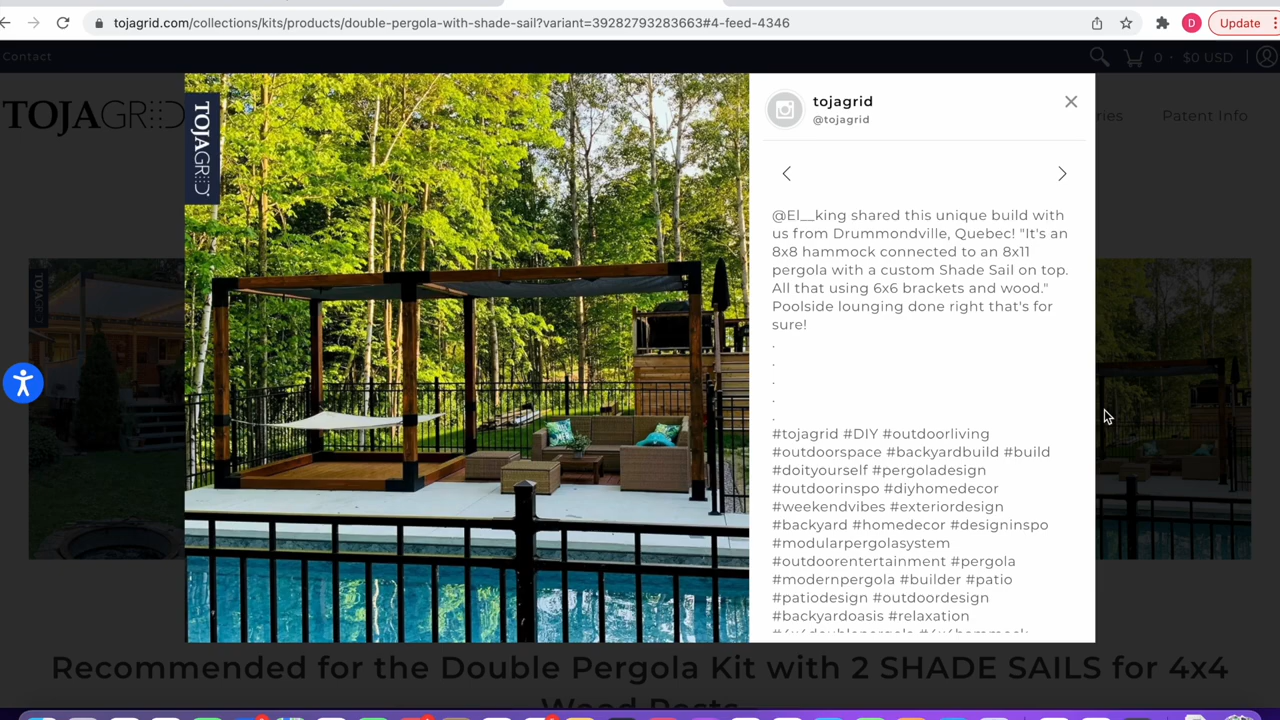 tojagrid.com/collections/kits/products/double-pergola-with-shade-sail?variant=39282793283663#4-feed-4346
D
Update
Contact
0 · $0 USD
TOJAGRID
ries
Patent Info
TOJAGRID
tojagrid
@tojagrid
@El__king shared this unique build with
us from Drummondville, Quebec! "It's an
8x8 hammock connected to an 8x11
pergola with a custom Shade Sail on top.
All that using 6x6 brackets and wood."
Poolside lounging done right that's for
sure!
.
.
.
.
.
#tojagrid #DIY #outdoorliving
#outdoorspace #backyardbuild #build
#doityourself #pergoladesign
#outdoorinspo #diyhomedecor
#weekendvibes #exteriordesign
#backyard #homedecor #designinspo
#modularpergolasystem
#outdoorentertainment #pergola
#modernpergola #builder #patio
#patiodesign #outdoordesign
#backyardoasis #relaxation
Recommended for the Double Pergola Kit with 2 SHADE SAILS for 4x4
Wood Posts